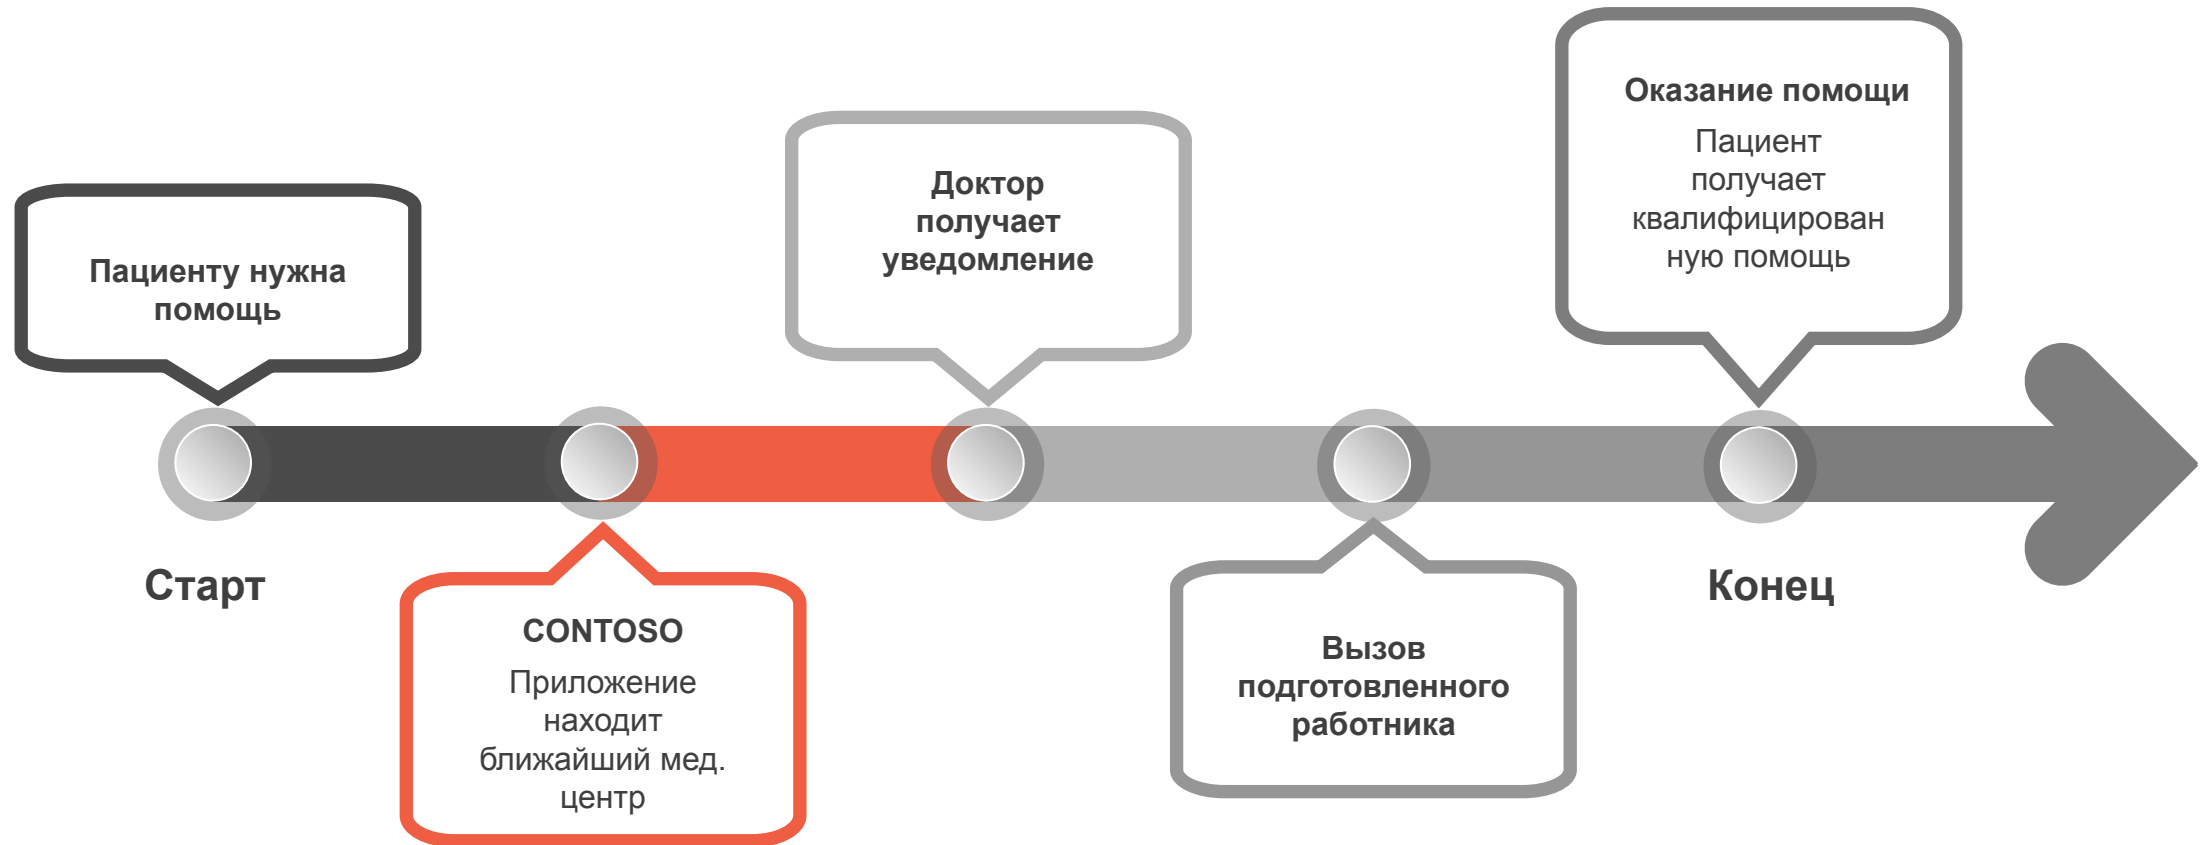 Пациенту нужна
помощь
Старт
CONTOSO
Приложение
находит
ближайший мед.
центр
Доктор
получает
уведомление
Вызов
подготовленного
работника
Оказание помощи
Пациент
получает
квалифицирован
ную помощь
Конец